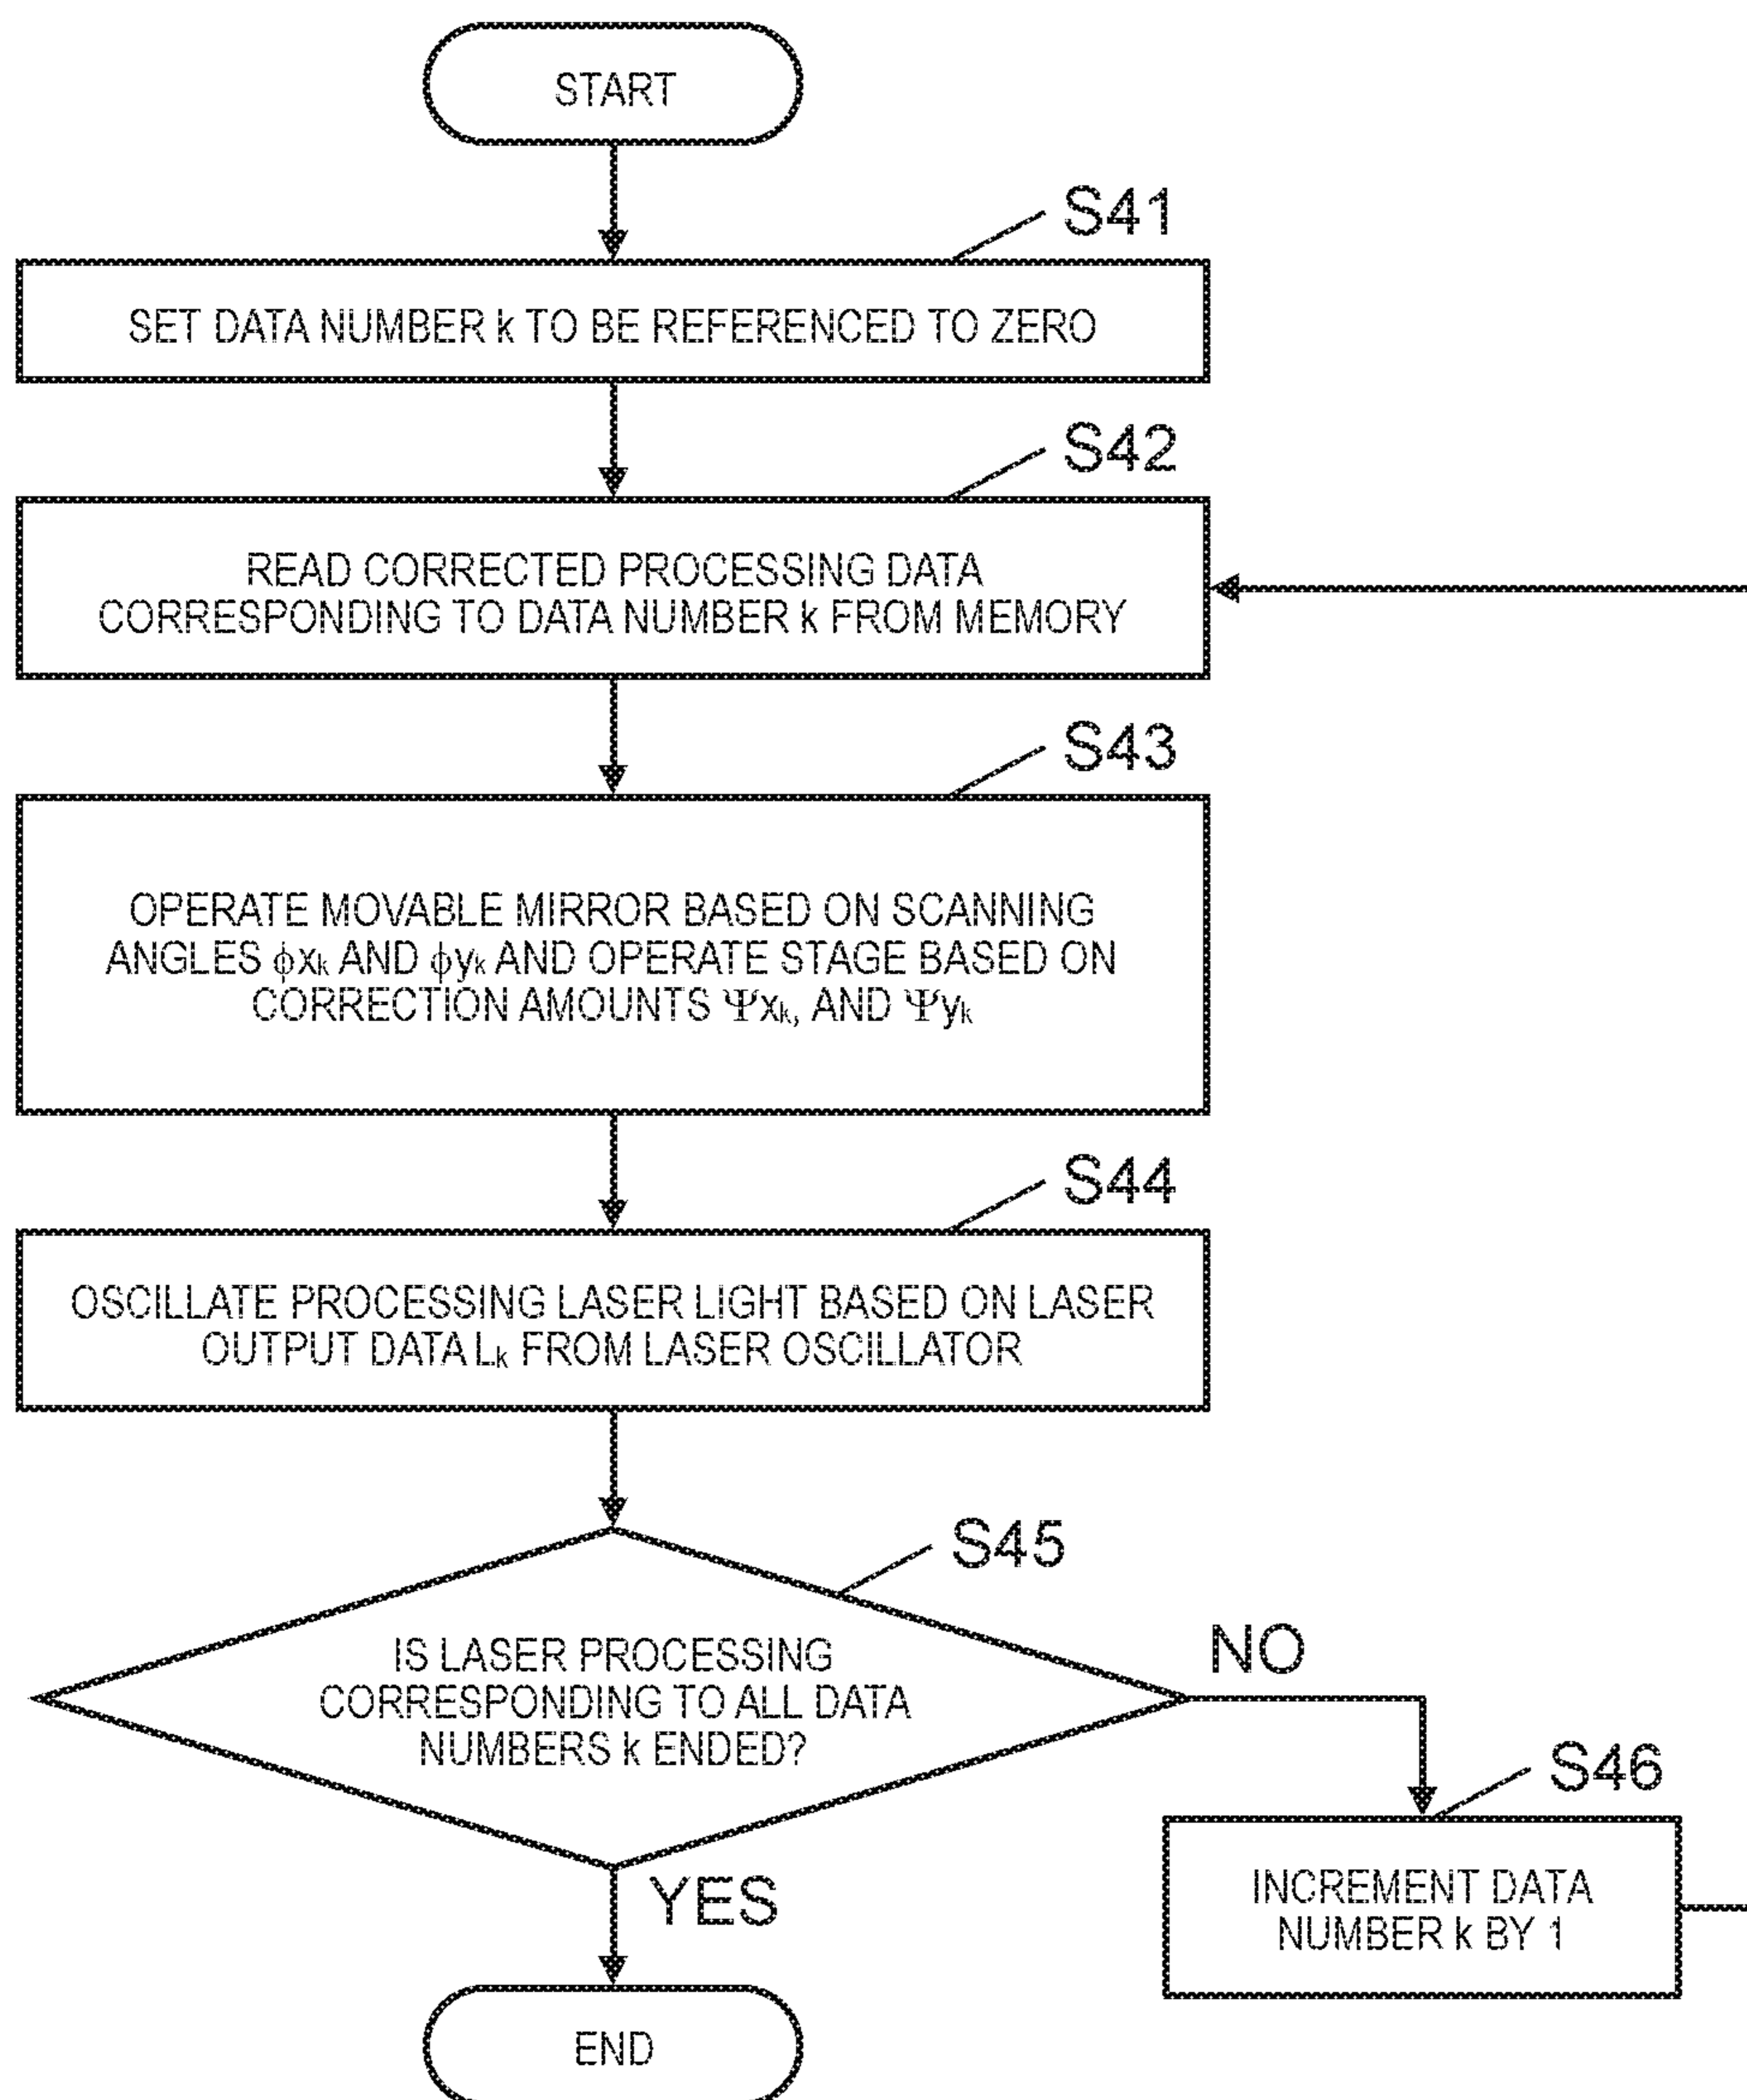 START
S41
SET DATA NUMBER k TO BE REFERENCED TO ZERO
S42
READ CORRECTED PROCESSING DATA
CORRESPONDING TO DATA NUMBER k FROM MEMORY
S43
OPERATE MOVABLE MIRROR BASED ON SCANNING
ANGLES ϕxₖ AND ϕyₖ AND OPERATE STAGE BASED ON
CORRECTION AMOUNTS Ψxₖ, AND Ψyₖ
S44
OSCILLATE PROCESSING LASER LIGHT BASED ON LASER
OUTPUT DATA Lₖ FROM LASER OSCILLATOR
S45
IS LASER PROCESSING
CORRESPONDING TO ALL DATA
NUMBERS k ENDED?
NO
S46
INCREMENT DATA
NUMBER k BY 1
YES
END